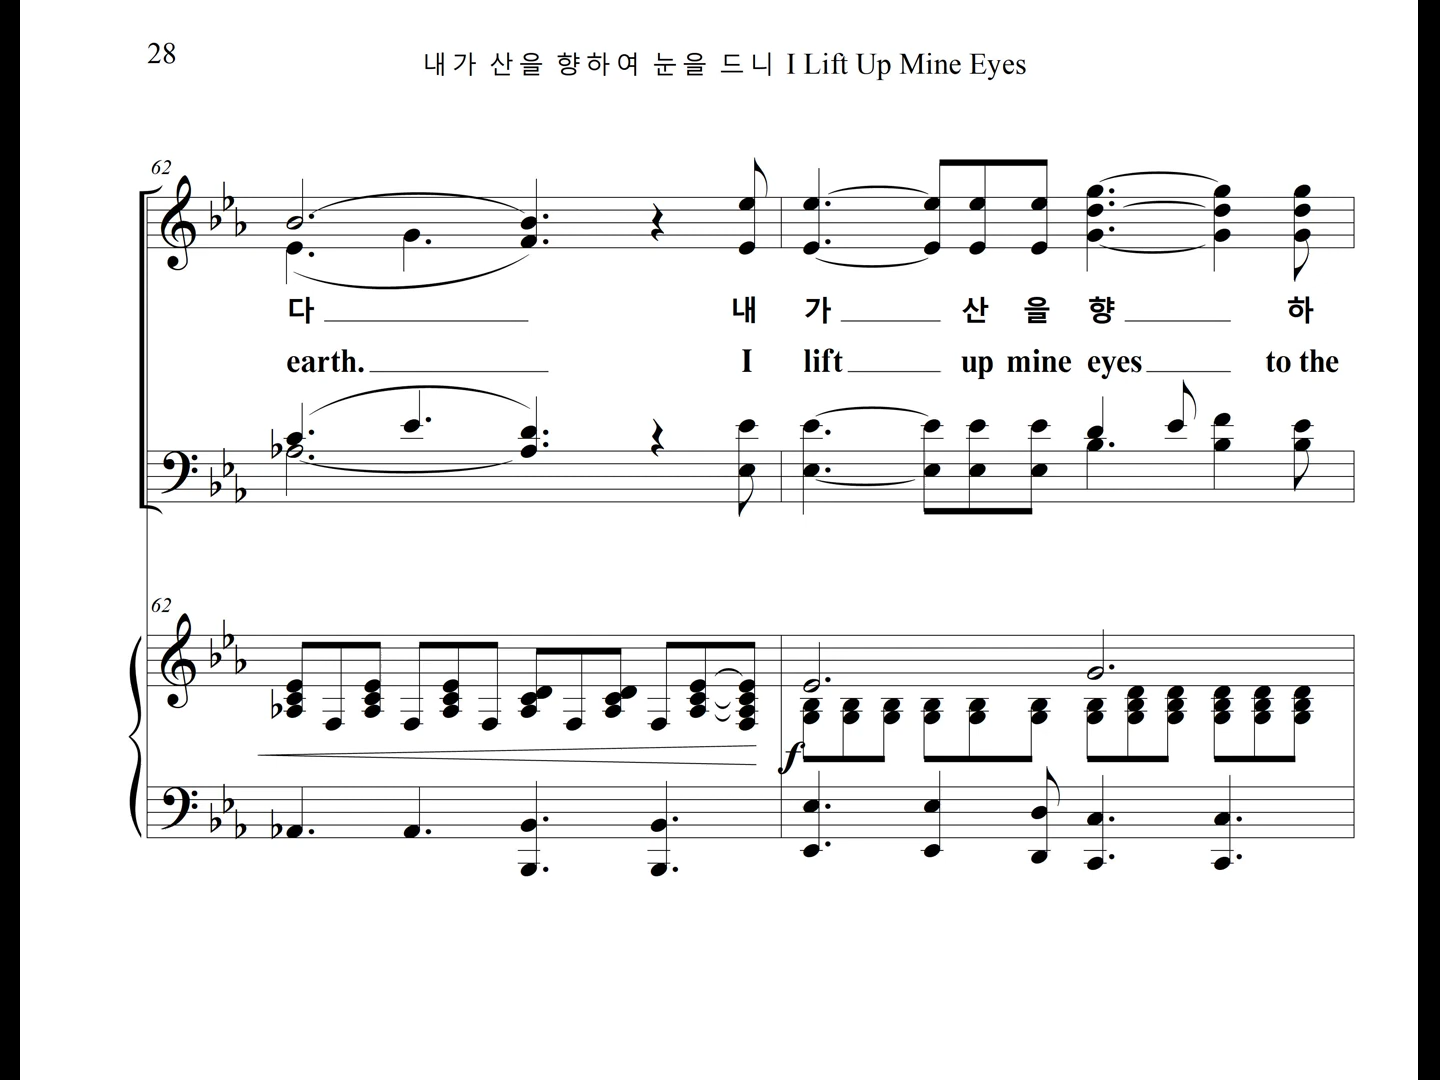 28
내가 산을 향하여 눈을 드니 I Lift Up Mine Eyes
62
다 내 가 산 을 향 하
earth. I lift up mine eyes to the
62
f